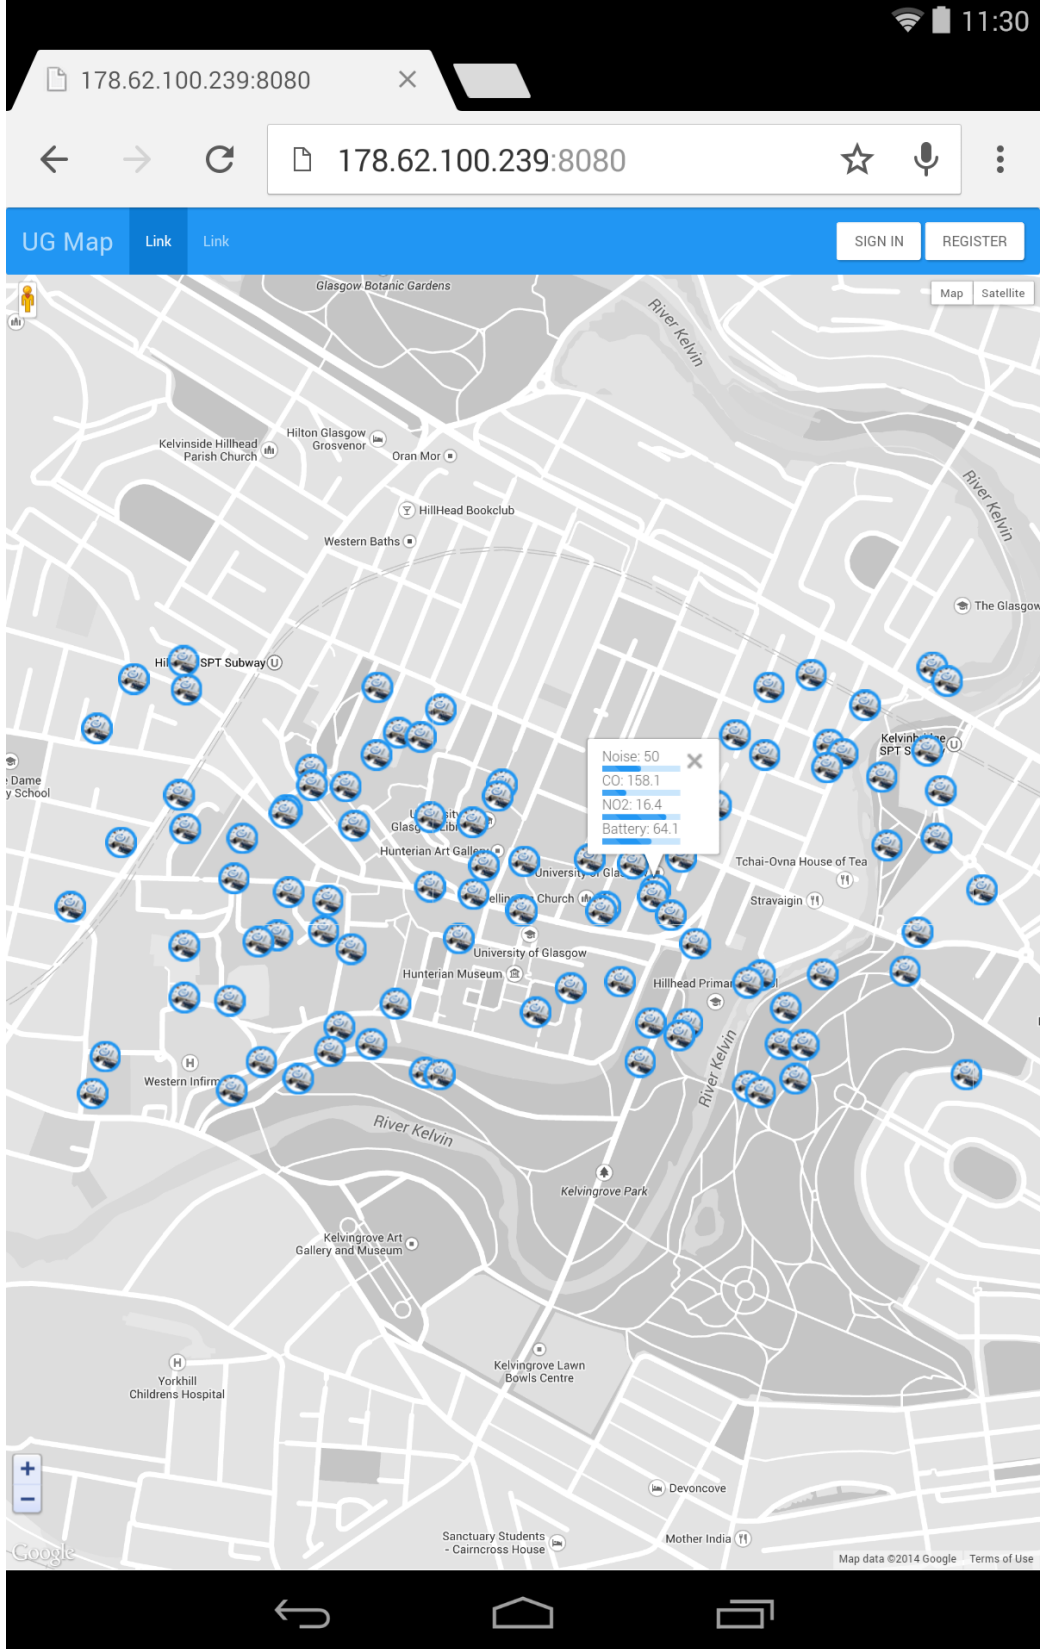 11:30
178.62.100.239:8080
178.62.100.239:8080
UG Map
Link
Link
SIGN IN
REGISTER
Glasgow Botanic Gardens
Map
Satellite
River Kelvin
Kelvinside Hillhead
Parish Church
Hilton Glasgow
Grosvenor
Oran Mor
River Kelvin
HillHead Bookclub
Western Baths
The Glasgow
SPT Subway
U
Dame
y School
Noise: 50
CO: 158.1
NO2: 16.4
Battery: 64.1
SPT
U
Hunterian Art Gallery
University of Glas
Tchai-Ovna House of Tea
Church
Stravaigin
University of Glasgow
Hunterian Museum
Hillhead Primar
H
Western Infirm
River Kelvin
River Kelvin
Kelvingrove Park
Kelvingrove Art
Gallery and Museum
Kelvingrove Lawn
Bowls Centre
H
Yorkhill
Childrens Hospital
+
−
Devoncove
Sanctuary Students
- Cairncross House
Mother India
Google
Map data ©2014 Google
Terms of Use